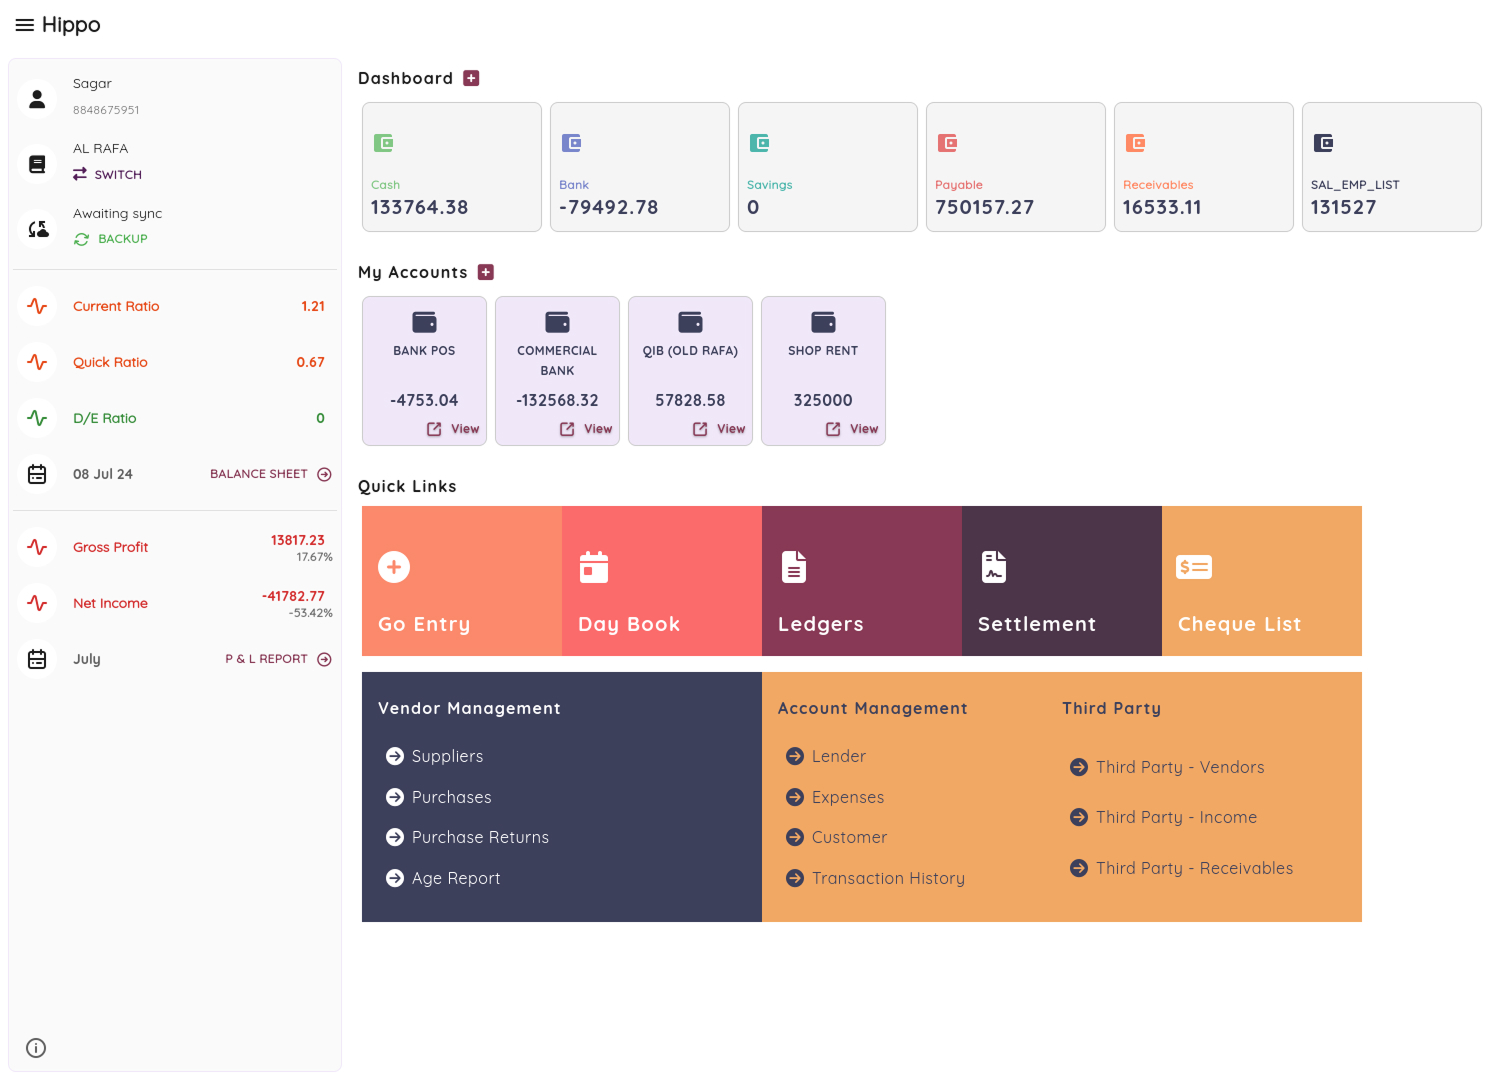 Hippo
Sagar
8848675951
AL RAFA
SWITCH
Awaiting sync
BACKUP
Current Ratio 1.21
Quick Ratio 0.67
D/E Ratio 0
08 Jul 24 BALANCE SHEET
Gross Profit 13817.23
17.67%
Net Income -41782.77
-53.42%
July P & L REPORT
Dashboard
Cash
133764.38
Bank
-79492.78
Savings
0
Payable
750157.27
Receivables
16533.11
SAL_EMP_LIST
131527
My Accounts
BANK POS
-4753.04
View
COMMERCIAL
BANK
-132568.32
View
QIB (OLD RAFA)
57828.58
View
SHOP RENT
325000
View
Quick Links
Go Entry
Day Book
Ledgers
Settlement
Cheque List
Vendor Management
Suppliers
Purchases
Purchase Returns
Age Report
Account Management
Lender
Expenses
Customer
Transaction History
Third Party
Third Party - Vendors
Third Party - Income
Third Party - Receivables